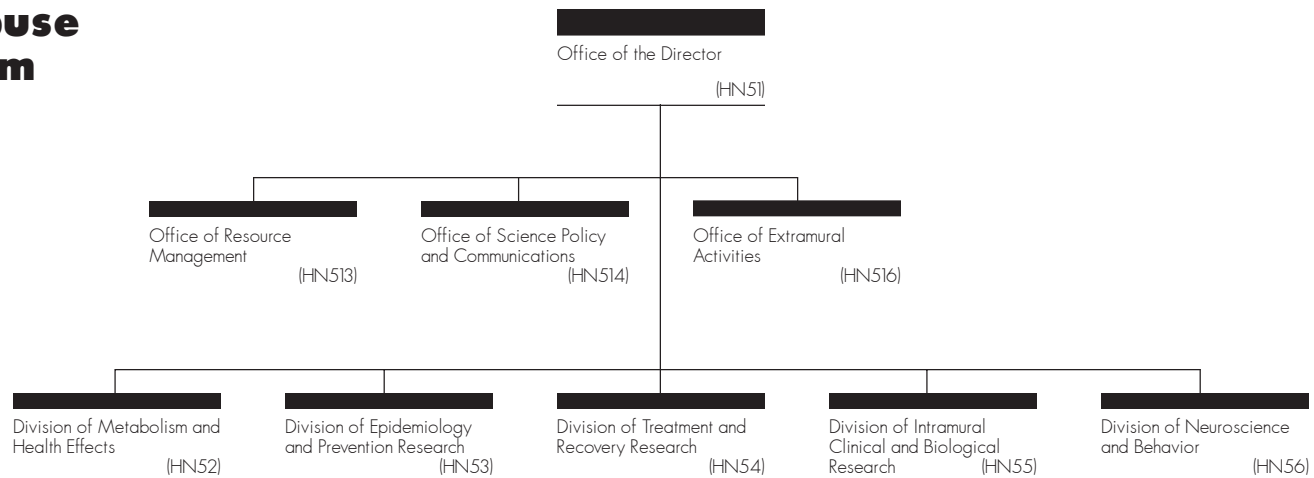 Office of the Director
(HN51)
Office of Resource
Management
(HN513)
Office of Science Policy
and Communications
(HN514)
Office of Extramural
Activities
(HN516)
Division of Metabolism and
Health Effects
(HN52)
Division of Epidemiology
and Prevention Research
(HN53)
Division of Treatment and
Recovery Research
(HN54)
Division of Intramural
Clinical and Biological
Research (HN55)
Division of Neuroscience
and Behavior
(HN56)